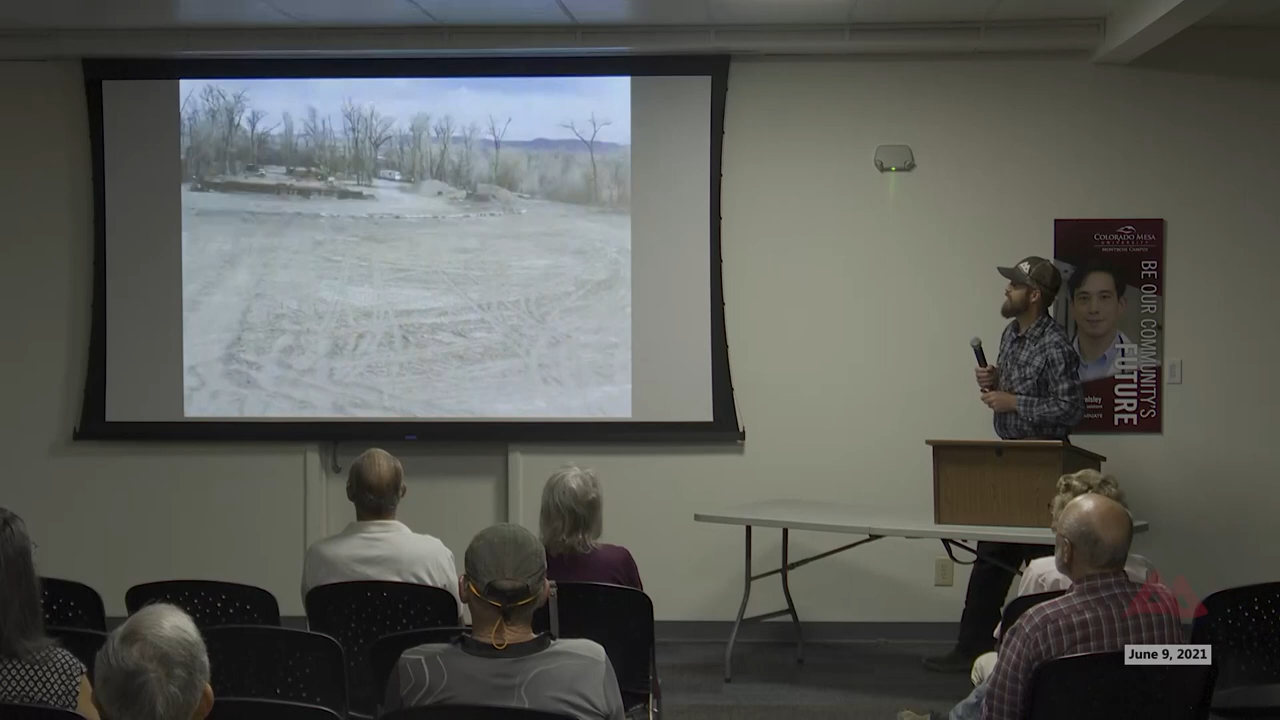 COLORADO MESA
UNIVERSITY
MONTROSE CAMPUS
BE OUR COMMUNITY'S
FUTURE
June 9, 2021